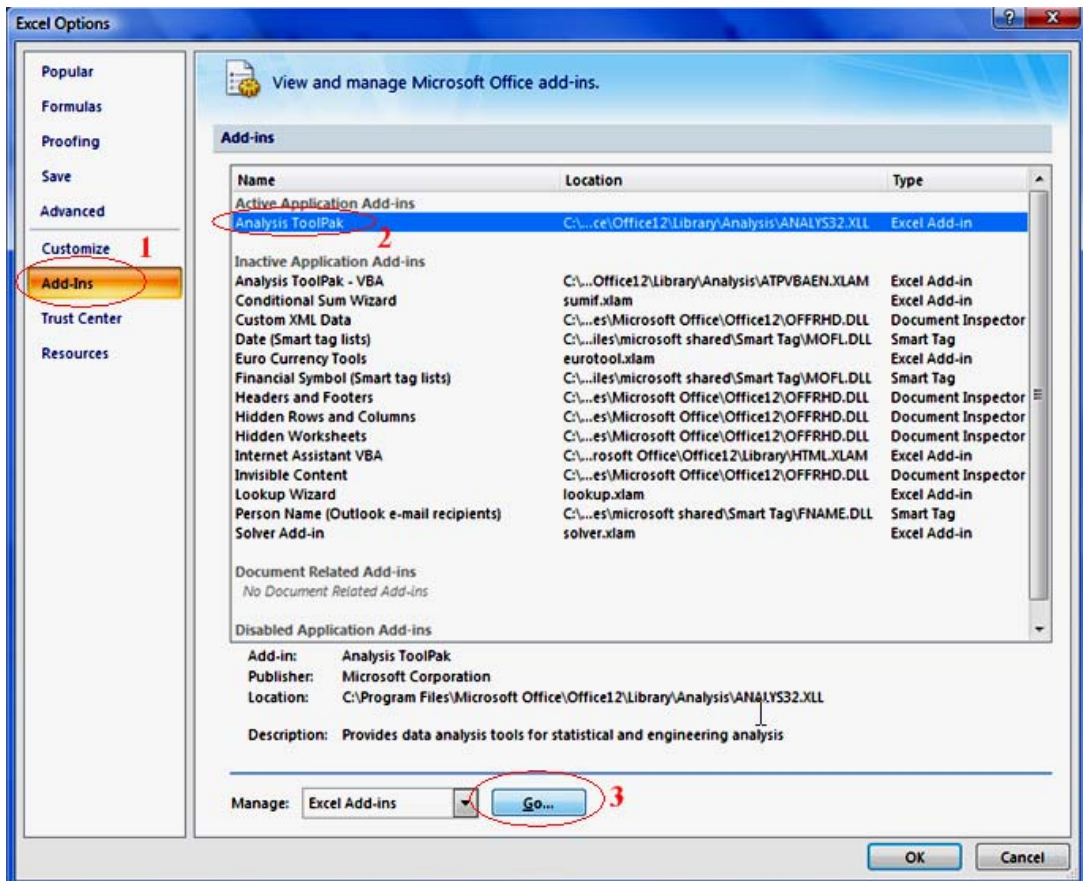 Excel Options
Popular
Formulas
Proofing
Save
Advanced
Customize 1
Add-Ins
Trust Center
Resources
View and manage Microsoft Office add-ins.
Add-ins
Name Location Type
Active Application Add-ins
Analysis ToolPak C:\...ce\Office12\Library\Analysis\ANALYS32.XLL Excel Add-in
2
Inactive Application Add-ins
Analysis ToolPak - VBA C:\...Office12\Library\Analysis\ATPVBAEN.XLAM Excel Add-in
Conditional Sum Wizard sumif.xlam Excel Add-in
Custom XML Data C:\...es\Microsoft Office\Office12\OFFRHD.DLL Document Inspector
Date (Smart tag lists) C:\...iles\microsoft shared\Smart Tag\MOFL.DLL Smart Tag
Euro Currency Tools eurotool.xlam Excel Add-in
Financial Symbol (Smart tag lists) C:\...iles\microsoft shared\Smart Tag\MOFL.DLL Smart Tag
Headers and Footers C:\...es\Microsoft Office\Office12\OFFRHD.DLL Document Inspector
Hidden Rows and Columns C:\...es\Microsoft Office\Office12\OFFRHD.DLL Document Inspector
Hidden Worksheets C:\...es\Microsoft Office\Office12\OFFRHD.DLL Document Inspector
Internet Assistant VBA C:\...rosoft Office\Office12\Library\HTML.XLAM Excel Add-in
Invisible Content C:\...es\Microsoft Office\Office12\OFFRHD.DLL Document Inspector
Lookup Wizard lookup.xlam Excel Add-in
Person Name (Outlook e-mail recipients) C:\...es\microsoft shared\Smart Tag\FNAME.DLL Smart Tag
Solver Add-in solver.xlam Excel Add-in
Document Related Add-ins
No Document Related Add-ins
Disabled Application Add-ins
Add-in: Analysis ToolPak
Publisher: Microsoft Corporation
Location: C:\Program Files\Microsoft Office\Office12\Library\Analysis\ANALYS32.XLL
Description: Provides data analysis tools for statistical and engineering analysis
Manage: Excel Add-ins Go... 3
OK Cancel